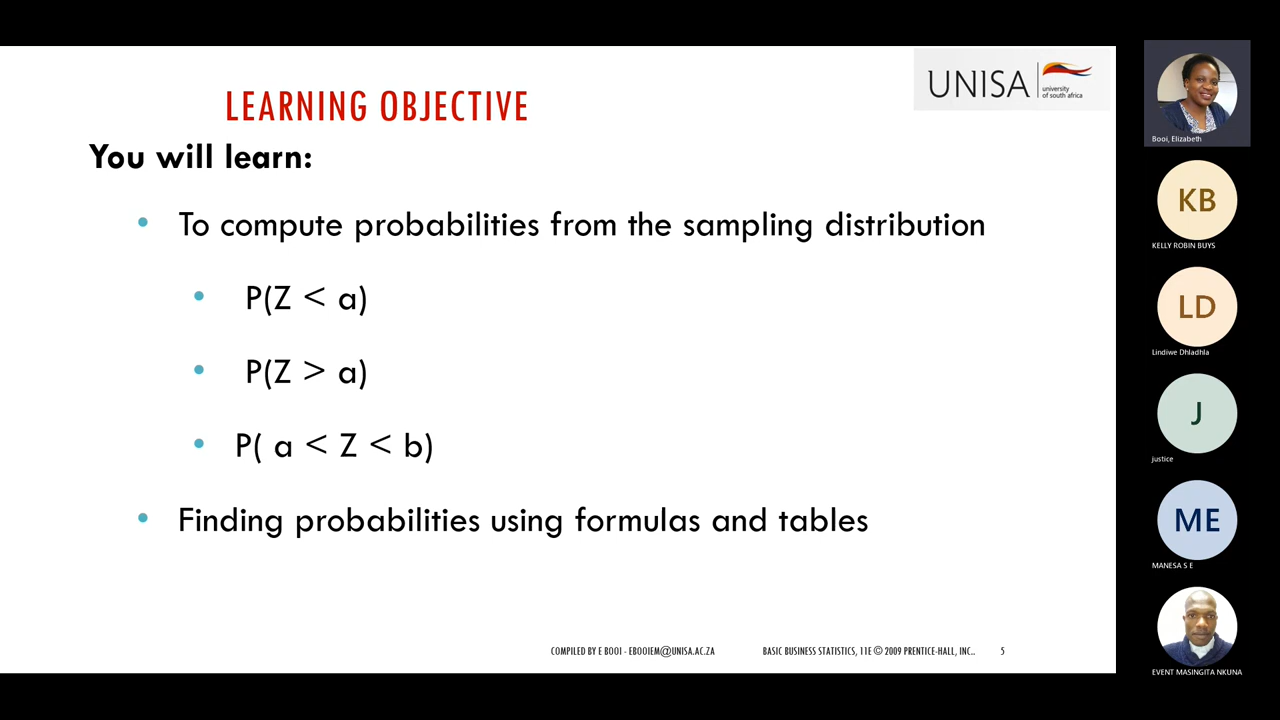 UNISA
university
of south africa
LEARNING OBJECTIVE
You will learn:
• To compute probabilities from the sampling distribution
• P(Z < a)
• P(Z > a)
• P( a < Z < b)
• Finding probabilities using formulas and tables
COMPILED BY E BOOI - EBOOIEM@UNISA.AC.ZA
BASIC BUSINESS STATISTICS, 11E © 2009 PRENTICE-HALL, INC..
5
Booi, Elizabeth
KB
KELLY ROBIN BUYS
LD
Lindiwe Dhladhla
J
justice
ME
MANESA S E
EVENT MASINGITA NKUNA